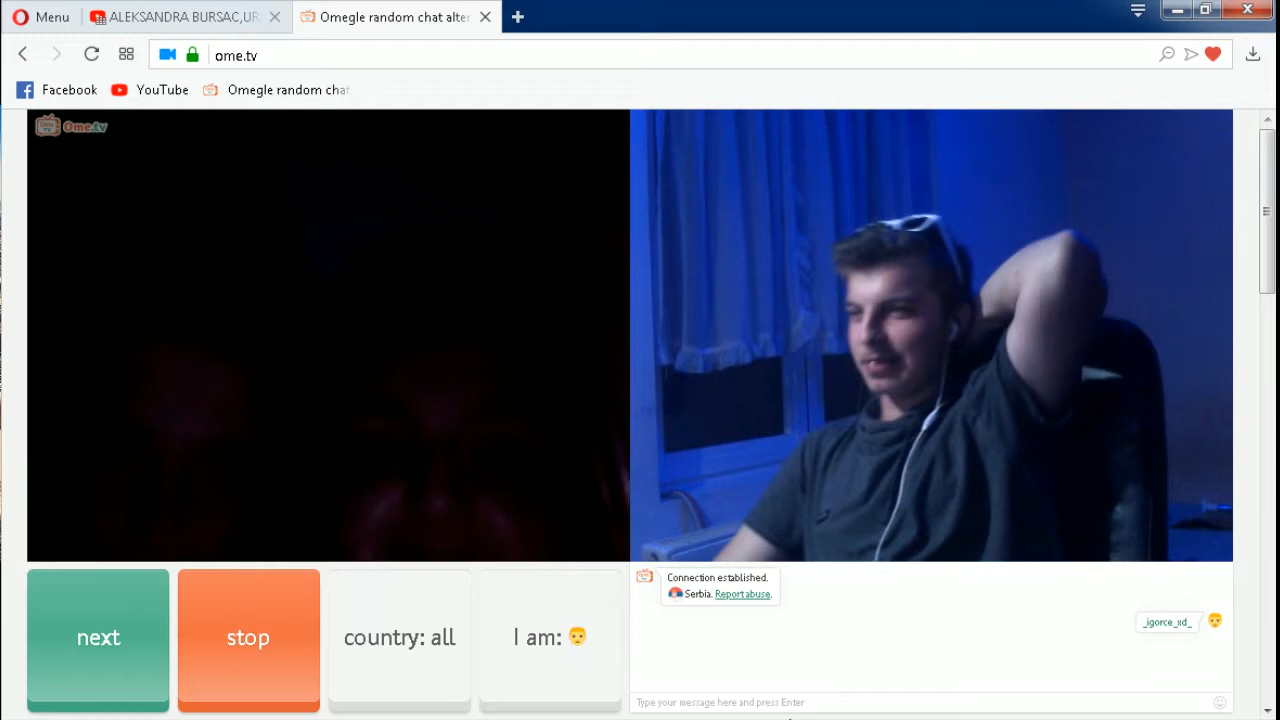 Menu
ALEKSANDRA BURSAC,UR
Omegle random chat alter
ome.tv
Facebook
YouTube
Omegle random chat
Ome.tv
next
stop
country: all
I am:
Connection established.
Serbia. Report abuse.
_igorce_xd_
Type your message here and press Enter